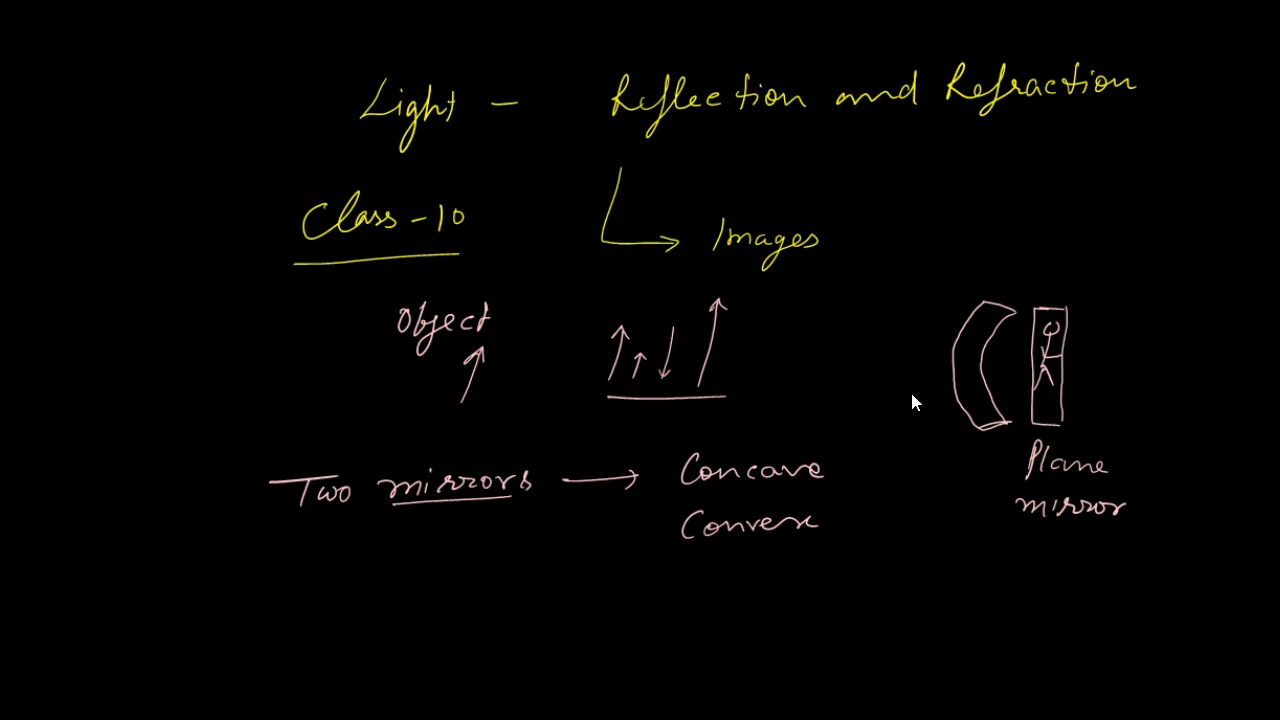 Light - Reflection and Refraction
Class-10
Images
Object
Two mirrors → Concave
Convex
Plane
mirror